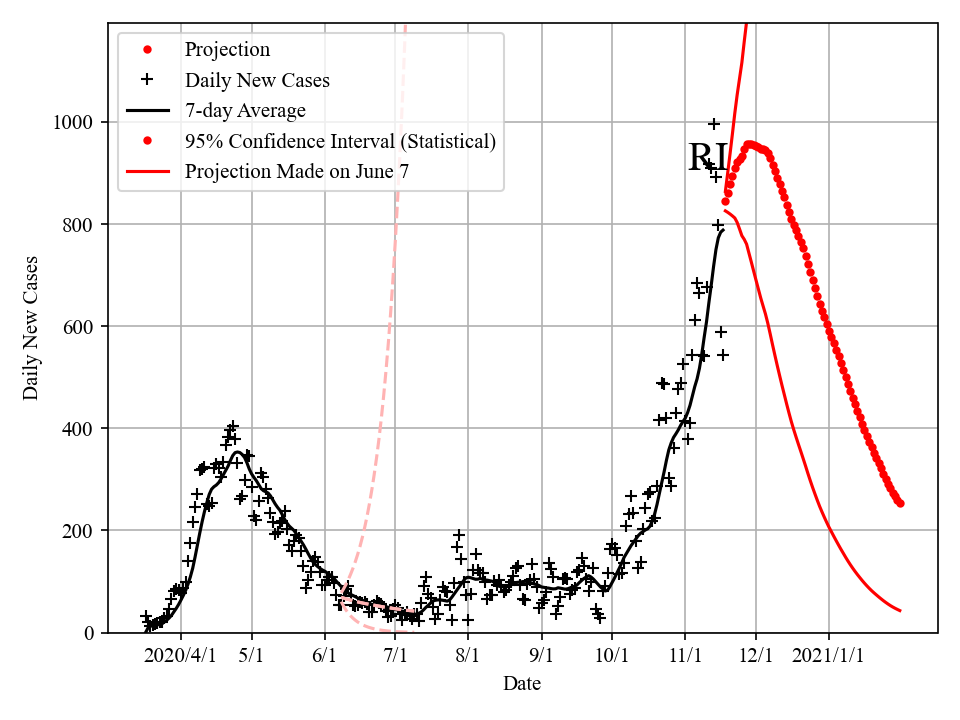 Projection
Daily New Cases
7-day Average
95% Confidence Interval (Statistical)
Projection Made on June 7
RI
Daily New Cases
1000
800
600
400
200
0
2020/4/1 5/1 6/1 7/1 8/1 9/1 10/1 11/1 12/1 2021/1/1
Date